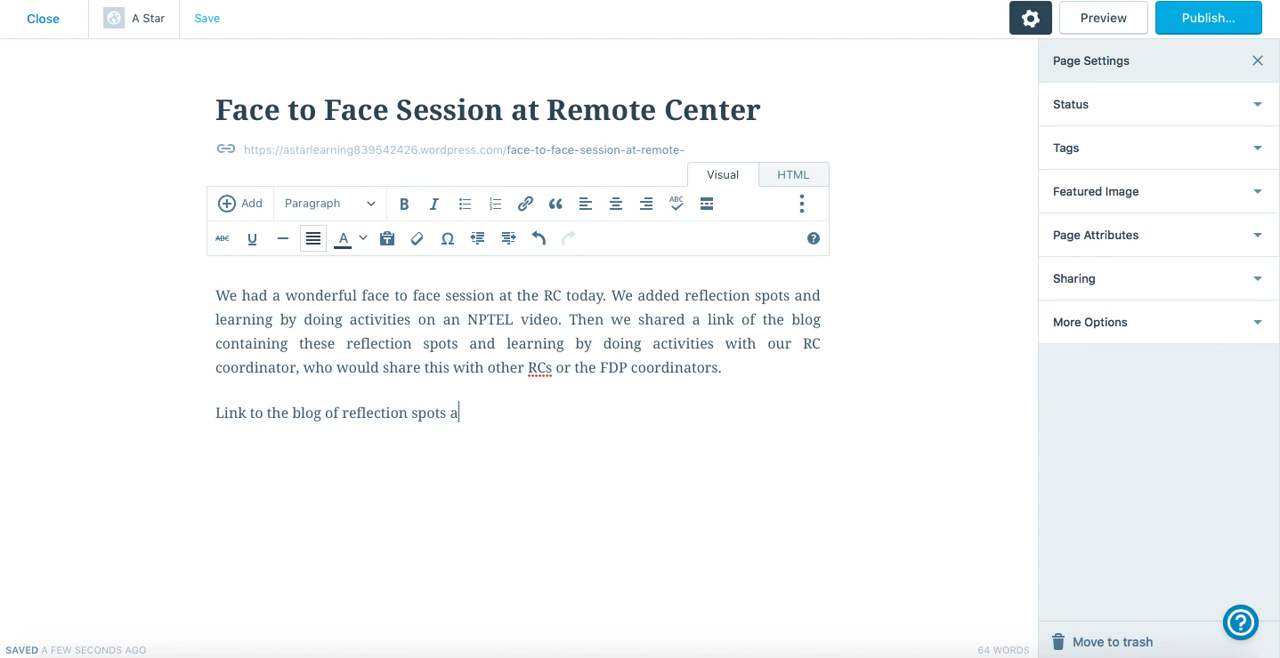 Close
A Star
Save
Preview
Publish...
Page Settings
Face to Face Session at Remote Center
https://astarlearning839542426.wordpress.com/face-to-face-session-at-remote-
Visual
HTML
Add
Paragraph
B
I
ABC
ABC
U
A
Ω
We had a wonderful face to face session at the RC today. We added reflection spots and
learning by doing activities on an NPTEL video. Then we shared a link of the blog
containing these reflection spots and learning by doing activities with our RC
coordinator, who would share this with other RCs or the FDP coordinators.
Link to the blog of reflection spots a
Status
Tags
Featured Image
Page Attributes
Sharing
More Options
Move to trash
SAVED A FEW SECONDS AGO
64 WORDS